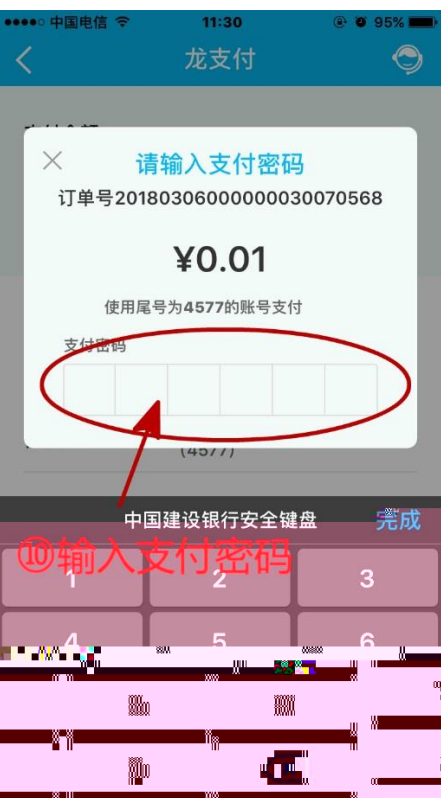 中国电信 11:30 95%
龙支付
请输入支付密码
订单号20180306000000030070568
¥0.01
使用尾号为4577的账号支付
支付密码
(4577)
中国建设银行安全键盘 完成
⑩输入支付密码
1 2 3
4 5 6